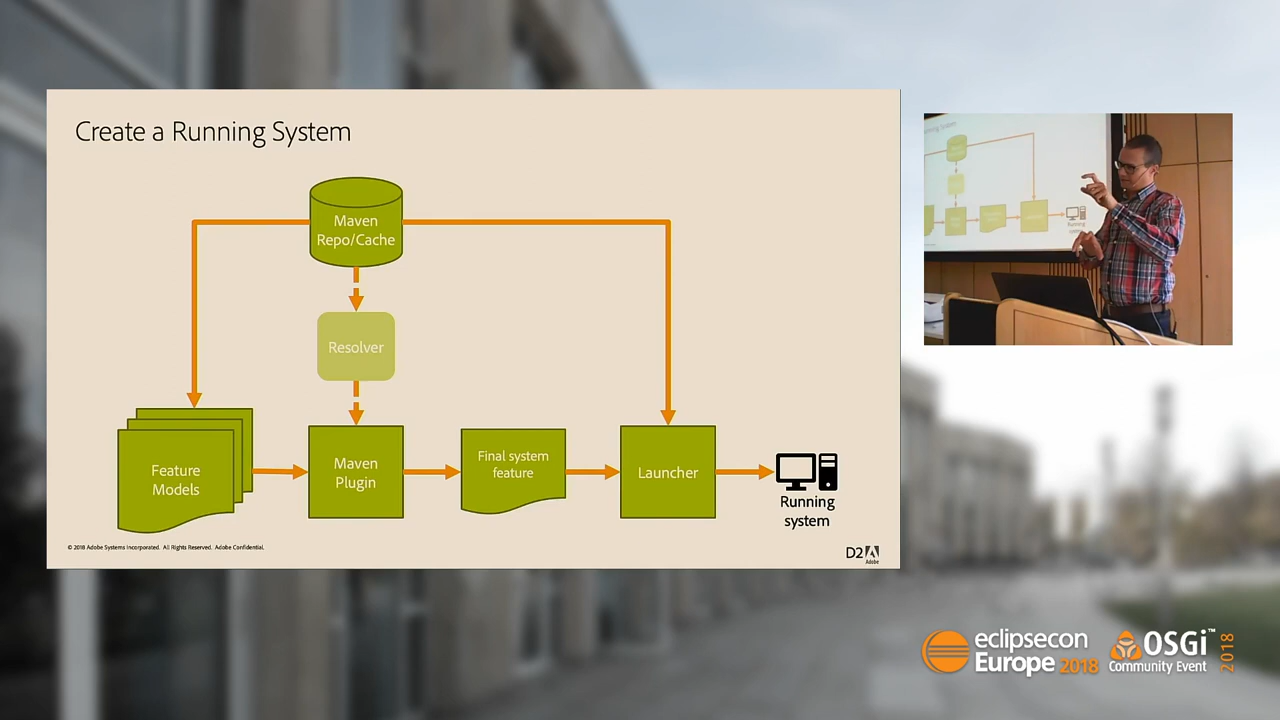 Create a Running System
Maven
Repo/Cache
Resolver
Feature
Models
Maven
Plugin
Final system
feature
Launcher
Running
system
© 2018 Adobe Systems Incorporated. All Rights Reserved. Adobe Confidential.
D2
Adobe
eclipsecon
Europe 2018
OSGi™
Community Event
2018